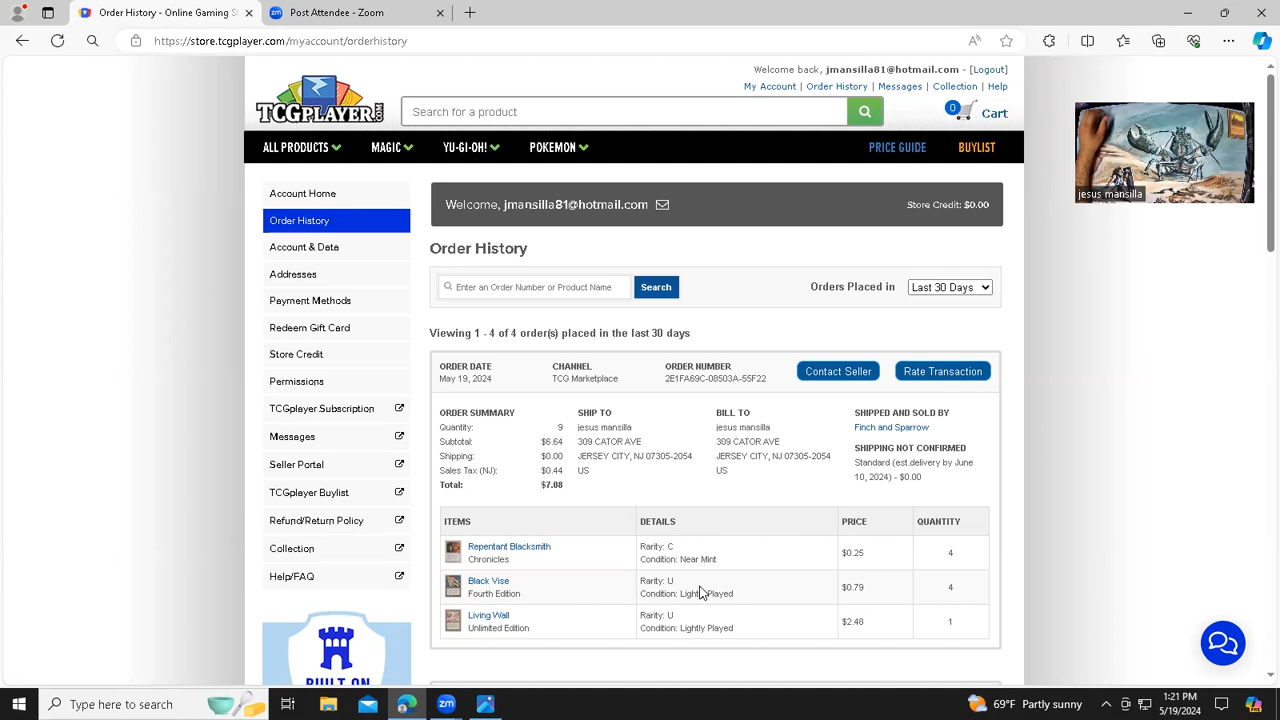 Order History - TCGplayer Online
https://store.tcgplayer.com/myaccount/orderhistory
Welcome back, jmansilla81@hotmail.com - [Logout]
My Account | Order History | Messages | Collection | Help
TCGPLAYER.COM
Search for a product
0 Cart
ALL PRODUCTS MAGIC YU-GI-OH! POKEMON PRICE GUIDE BUYLIST
jesus mansilla
Account Home
Order History
Account & Data
Addresses
Payment Methods
Redeem Gift Card
Store Credit
Permissions
TCGplayer Subscription
Messages
Seller Portal
TCGplayer Buylist
Refund/Return Policy
Collection
Help/FAQ
BUILT ON
Welcome, jmansilla81@hotmail.com Store Credit: $0.00
Order History
Enter an Order Number or Product Name Search Orders Placed in Last 30 Days
Viewing 1 - 4 of 4 order(s) placed in the last 30 days
ORDER DATE CHANNEL ORDER NUMBER Contact Seller Rate Transaction
May 19, 2024 TCG Marketplace 2E1FA69C-08503A-55F22
ORDER SUMMARY SHIP TO BILL TO SHIPPED AND SOLD BY
Quantity: 9 jesus mansilla jesus mansilla Finch and Sparrow
Subtotal: $6.64 309 CATOR AVE 309 CATOR AVE
Shipping: $0.00 JERSEY CITY, NJ 07305-2054 JERSEY CITY, NJ 07305-2054 SHIPPING NOT CONFIRMED
Sales Tax (NJ): $0.44 US US Standard (est.delivery by June
Total: $7.08 10, 2024) - $0.00
ITEMS DETAILS PRICE QUANTITY
Repentant Blacksmith Rarity: C $0.25 4
Chronicles Condition: Near Mint
Black Vise Rarity: U $0.79 4
Fourth Edition Condition: Lightly Played
Living Wall Rarity: U $2.48 1
Unlimited Edition Condition: Lightly Played
Type here to search
69°F Partly sunny
1:21 PM
5/19/2024